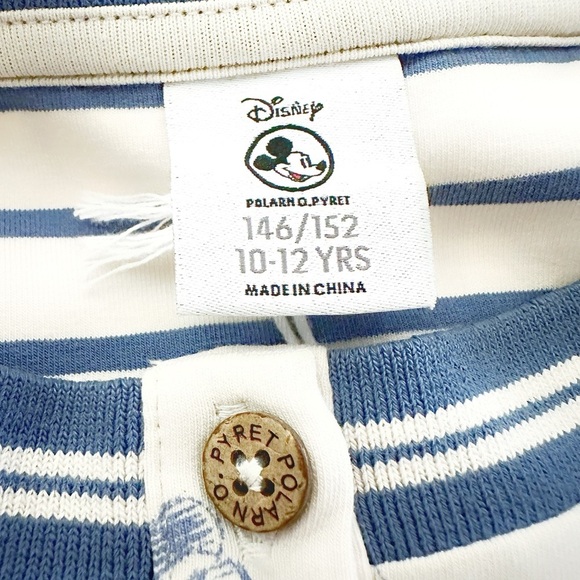 Disney
POLARN O. PYRET
146/152
10-12 YRS
MADE IN CHINA
PYRET POLARN O.